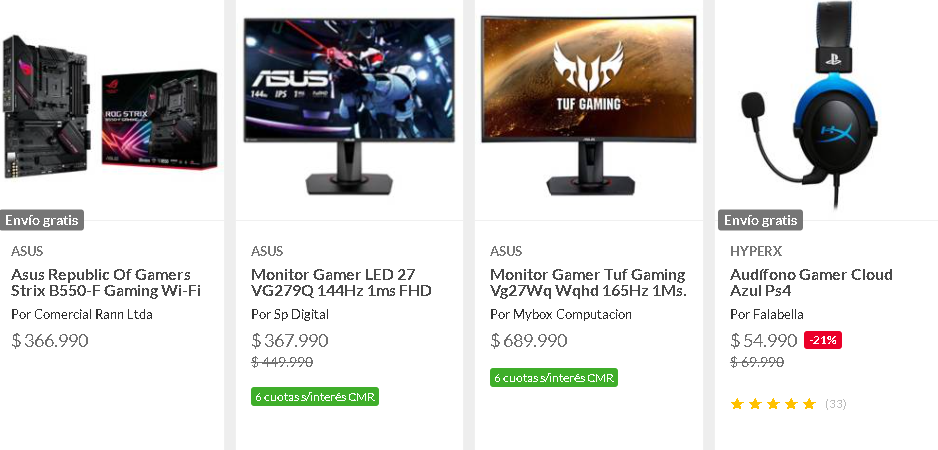 ROG STRIX
Envío gratis
ASUS
Asus Republic Of Gamers
Strix B550-F Gaming Wi-Fi
Por Comercial Rann Ltda
$ 366.990
ASUS
144Hz IPS 1MS
ASUS
Monitor Gamer LED 27
VG279Q 144Hz 1ms FHD
Por Sp Digital
$ 367.990
$ 449.990
6 cuotas s/interés CMR
TUF GAMING
ASUS
Monitor Gamer Tuf Gaming
Vg27Wq Wqhd 165Hz 1Ms.
Por Mybox Computacion
$ 689.990
6 cuotas s/interés CMR
Envío gratis
HYPERX
Audífono Gamer Cloud
Azul Ps4
Por Falabella
$ 54.990 -21%
$ 69.990
(33)